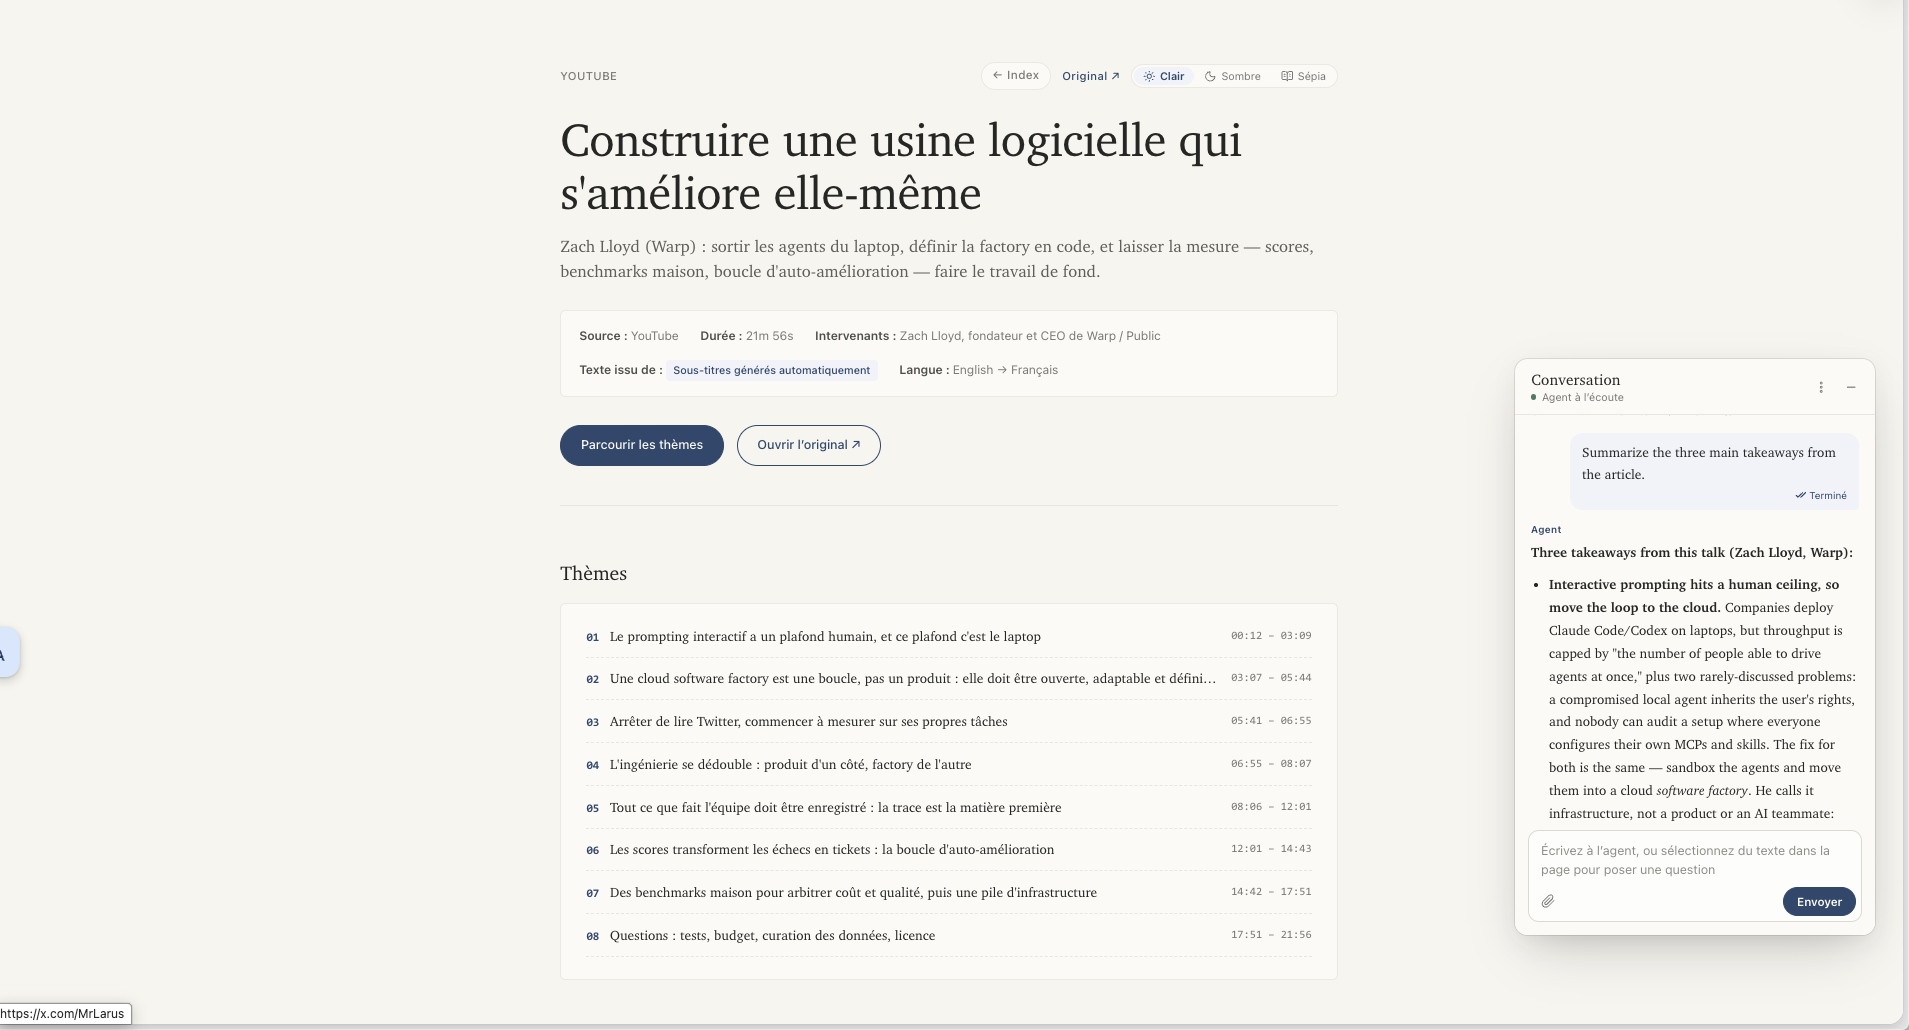 YOUTUBE
← Index
Original ↗
Clair
Sombre
Sépia
Construire une usine logicielle qui
s'améliore elle-même
Zach Lloyd (Warp) : sortir les agents du laptop, définir la factory en code, et laisser la mesure — scores,
benchmarks maison, boucle d'auto-amélioration — faire le travail de fond.
Source : YouTube Durée : 21m 56s Intervenants : Zach Lloyd, fondateur et CEO de Warp / Public
Texte issu de : Sous-titres générés automatiquement Langue : English → Français
Parcourir les thèmes
Ouvrir l'original ↗
Thèmes
01 Le prompting interactif a un plafond humain, et ce plafond c'est le laptop 00:12 – 03:09
02 Une cloud software factory est une boucle, pas un produit : elle doit être ouverte, adaptable et défini… 03:07 – 05:44
03 Arrêter de lire Twitter, commencer à mesurer sur ses propres tâches 05:41 – 06:55
04 L'ingénierie se dédouble : produit d'un côté, factory de l'autre 06:55 – 08:07
05 Tout ce que fait l'équipe doit être enregistré : la trace est la matière première 08:06 – 12:01
06 Les scores transforment les échecs en tickets : la boucle d'auto-amélioration 12:01 – 14:43
07 Des benchmarks maison pour arbitrer coût et qualité, puis une pile d'infrastructure 14:42 – 17:51
08 Questions : tests, budget, curation des données, licence 17:51 – 21:56
Conversation
Agent à l'écoute
Summarize the three main takeaways from
the article.
Terminé
Agent
Three takeaways from this talk (Zach Lloyd, Warp):
• Interactive prompting hits a human ceiling, so
move the loop to the cloud. Companies deploy
Claude Code/Codex on laptops, but throughput is
capped by "the number of people able to drive
agents at once," plus two rarely-discussed problems:
a compromised local agent inherits the user's rights,
and nobody can audit a setup where everyone
configures their own MCPs and skills. The fix for
both is the same — sandbox the agents and move
them into a cloud software factory. He calls it
infrastructure, not a product or an AI teammate:
Écrivez à l'agent, ou sélectionnez du texte dans la
page pour poser une question
Envoyer
A
https://x.com/MrLarus